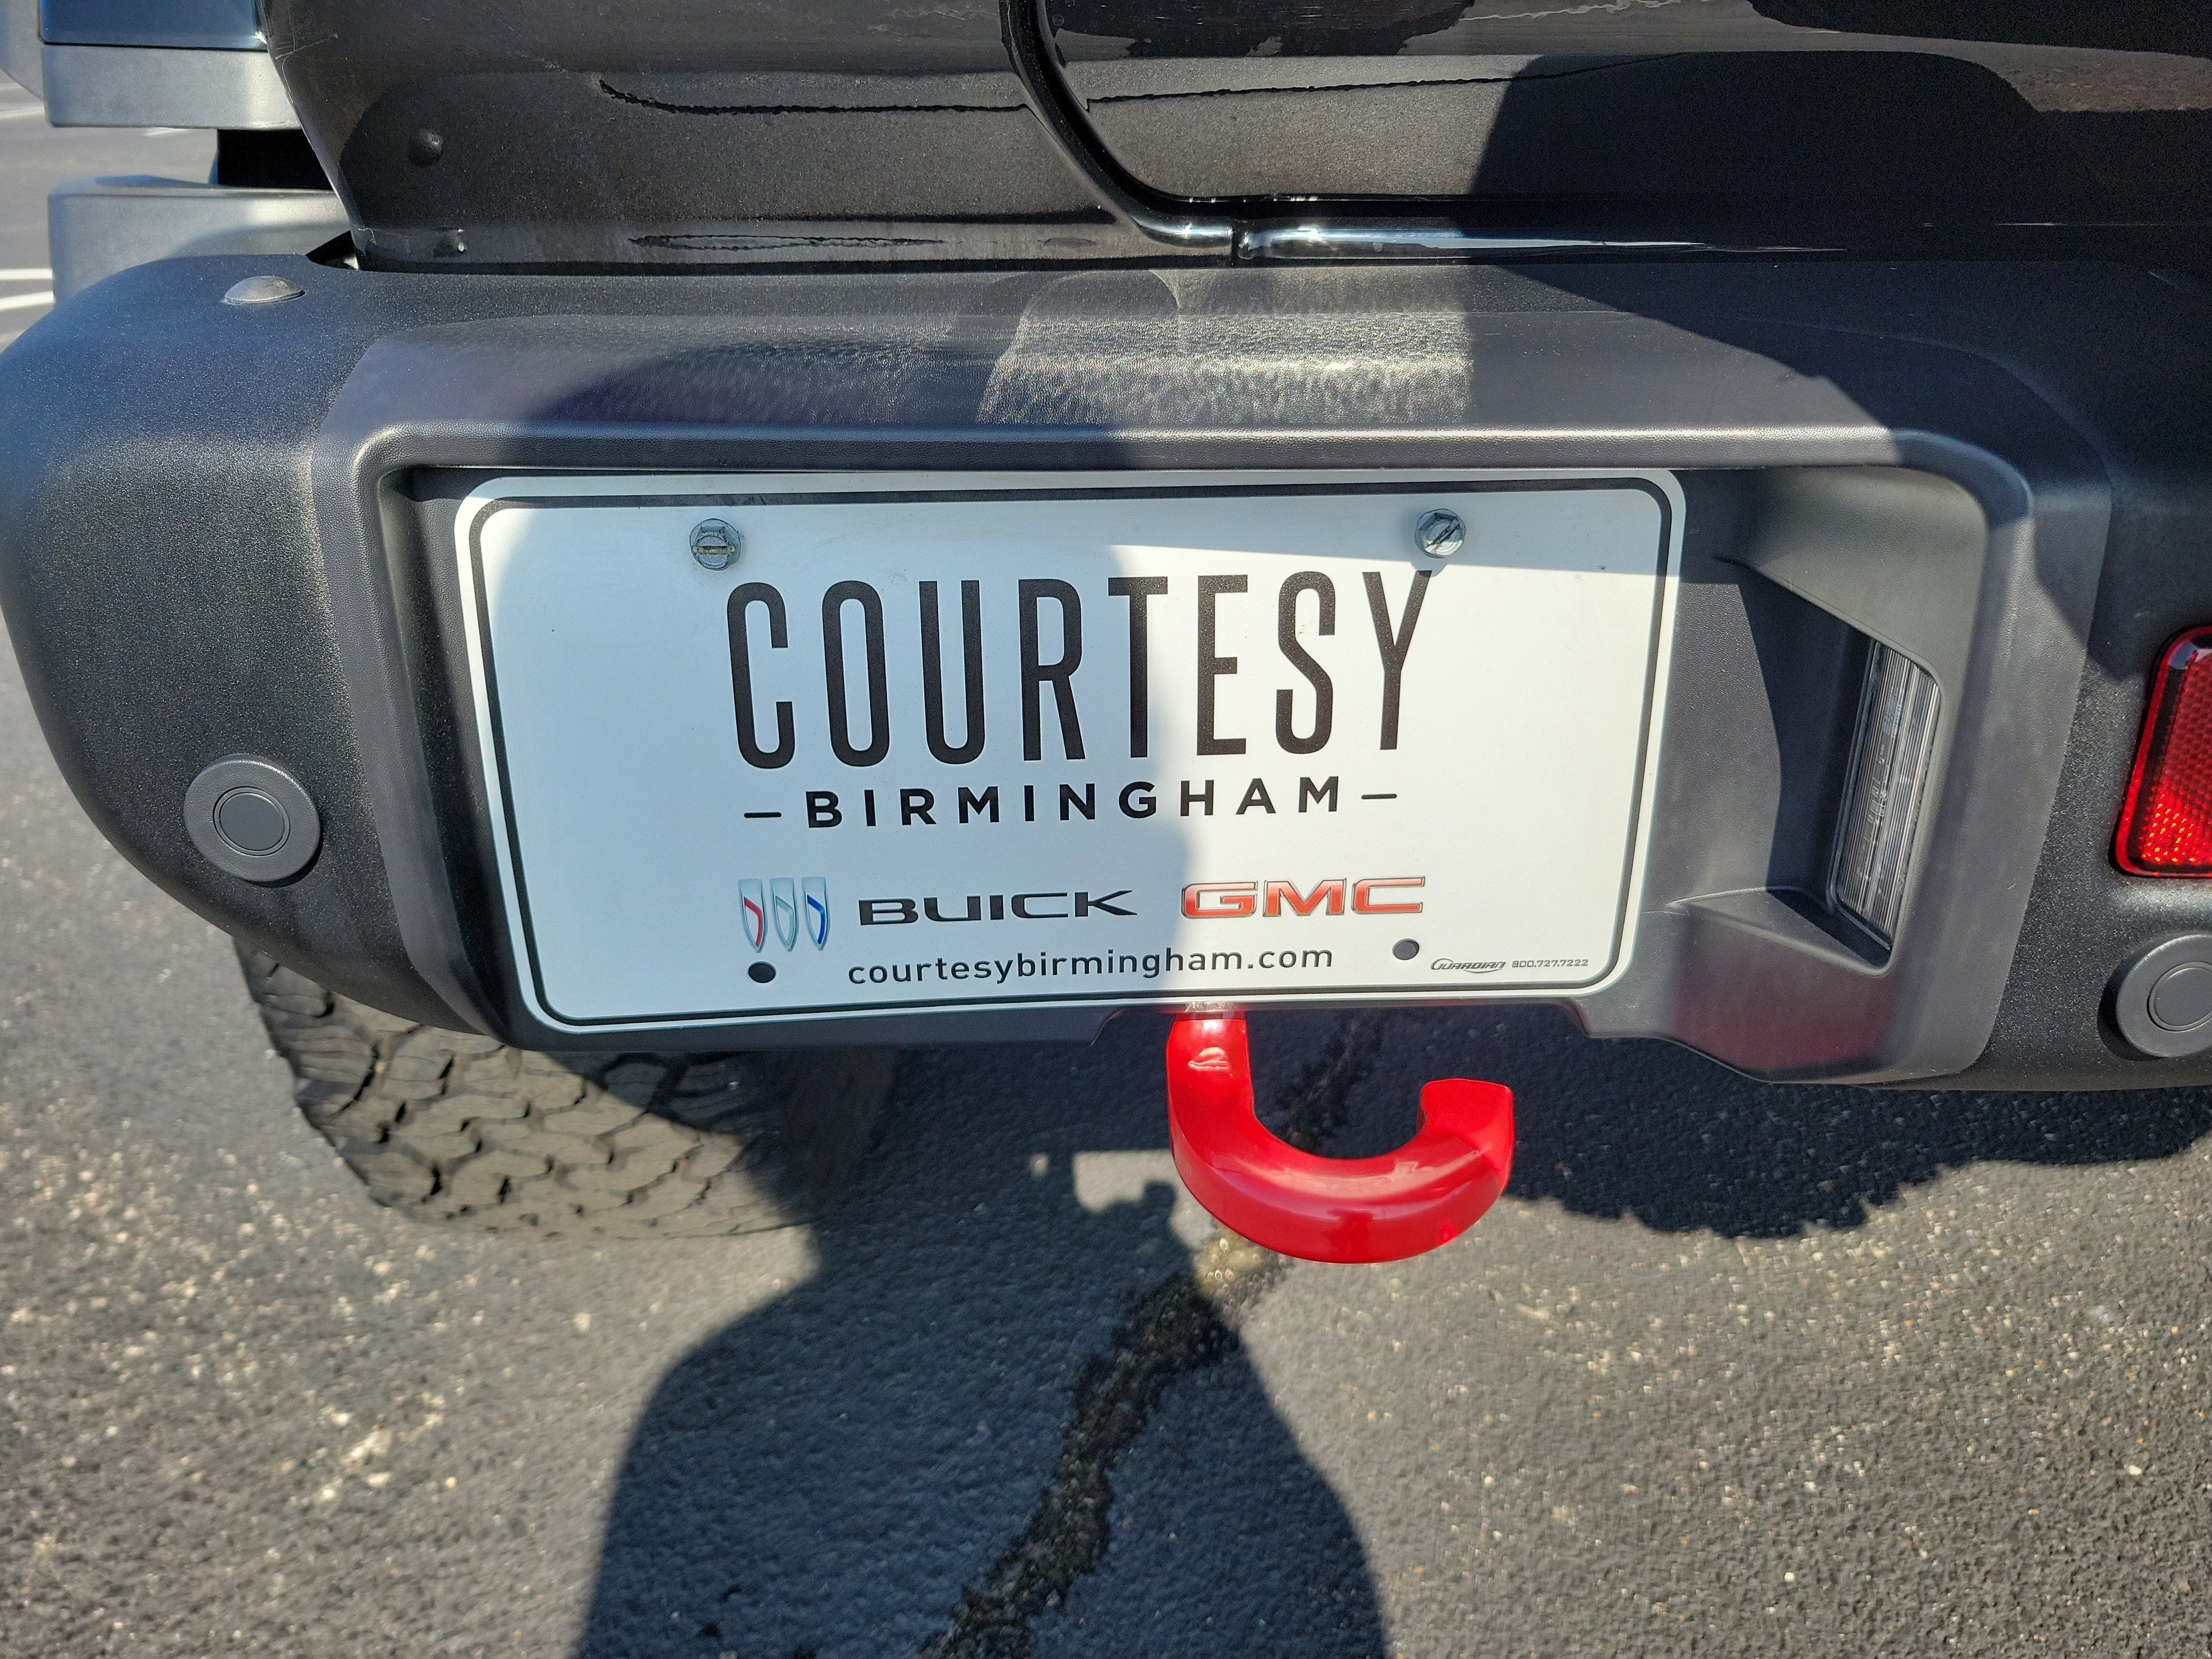 COURTESY
-BIRMINGHAM-
BUICK GMC
courtesybirmingham.com
GUARDIAN 800.727.7222